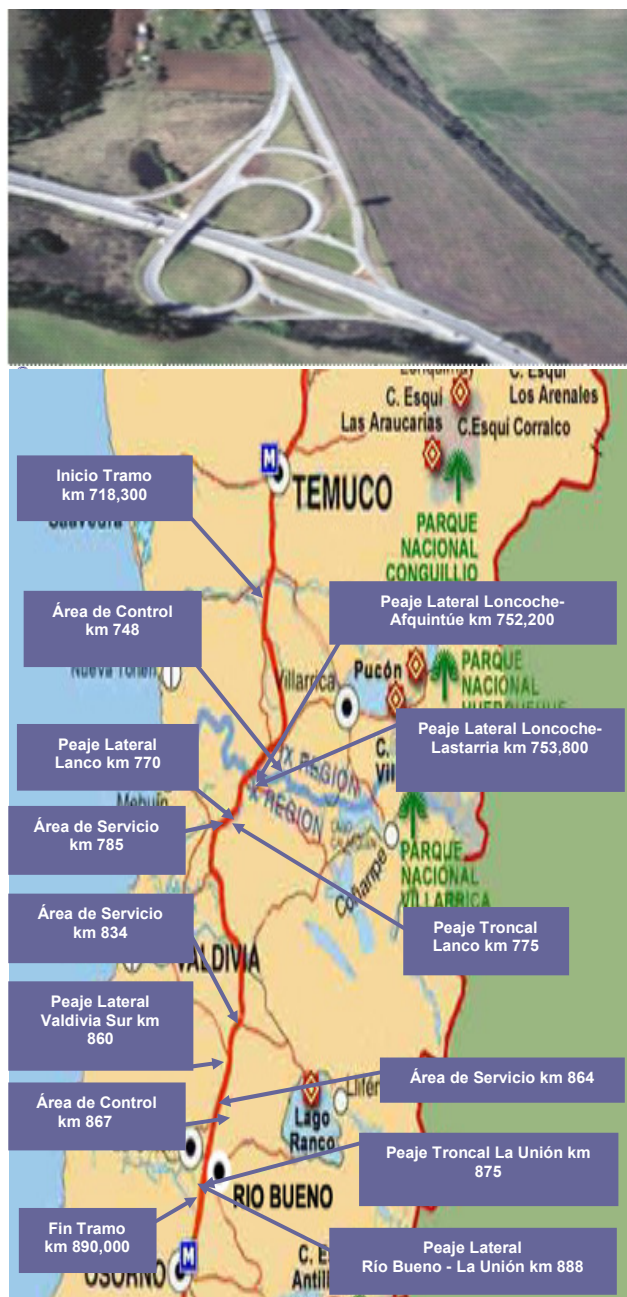 C. Esquí
Los Arenales
C. Esquí
Las Araucarias
C.Esquí Corralco
M
Inicio Tramo
km 718,300
TEMUCO
PARQUE
NACIONAL
CONGUILLIO
Área de Control
km 748
Peaje Lateral Loncoche-
Afquintúe km 752,200
Villarrica
Pucón
PARQUE
NACIONAL
Peaje Lateral
Lanco km 770
Peaje Lateral Loncoche-
Lastarria km 753,800
IX REGION
X REGION
Área de Servicio
km 785
Coñaripe
PARQUE
NACIONAL
VILLARRICA
Área de Servicio
km 834
Peaje Troncal
Lanco km 775
VALDIVIA
Peaje Lateral
Valdivia Sur km
860
Área de Servicio km 864
Área de Control
km 867
Lago
Ranco
Peaje Troncal La Unión km
875
RIO BUENO
Fin Tramo
km 890,000
Peaje Lateral
Río Bueno - La Unión km 888
M
OSORNO